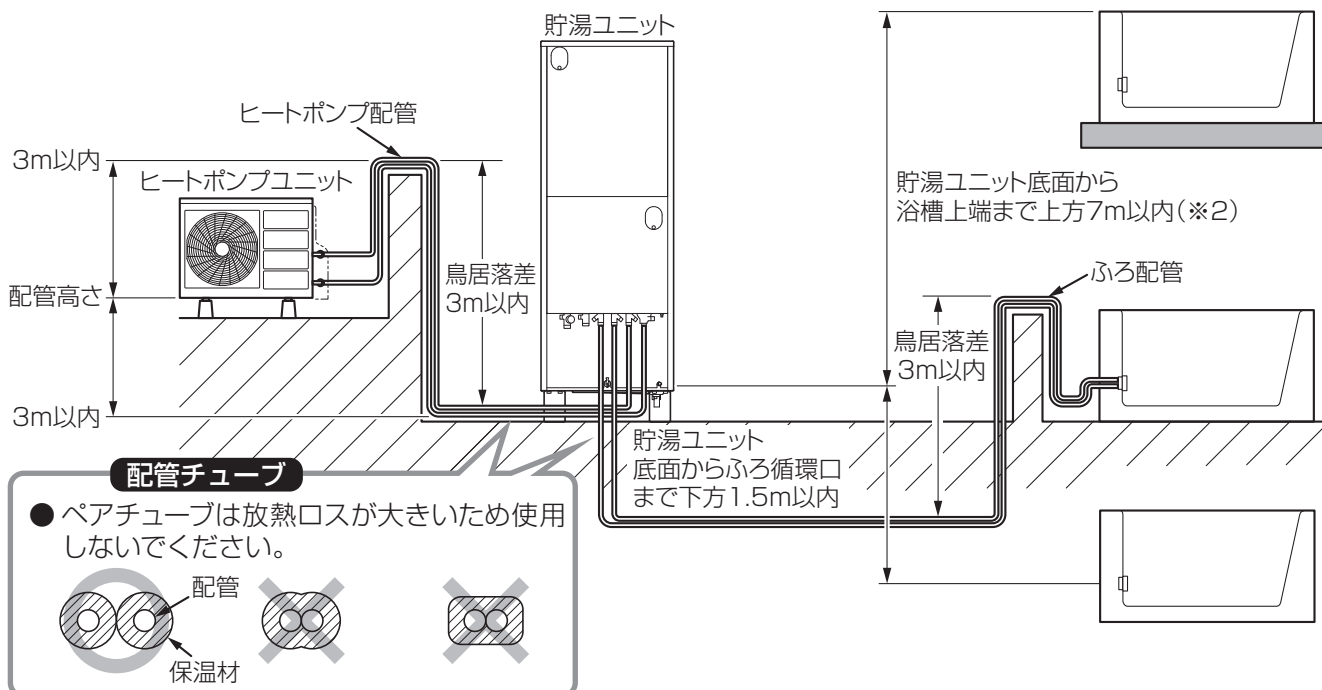 貯湯ユニット
ヒートポンプ配管
3m以内
ヒートポンプユニット
配管高さ
3m以内
鳥居落差
3m以内
貯湯ユニット底面から
浴槽上端まで上方7m以内(※2)
ふろ配管
鳥居落差
3m以内
貯湯ユニット
底面からふろ循環口
まで下方1.5m以内
配管チューブ
● ペアチューブは放熱ロスが大きいため使用
しないでください。
配管
保温材